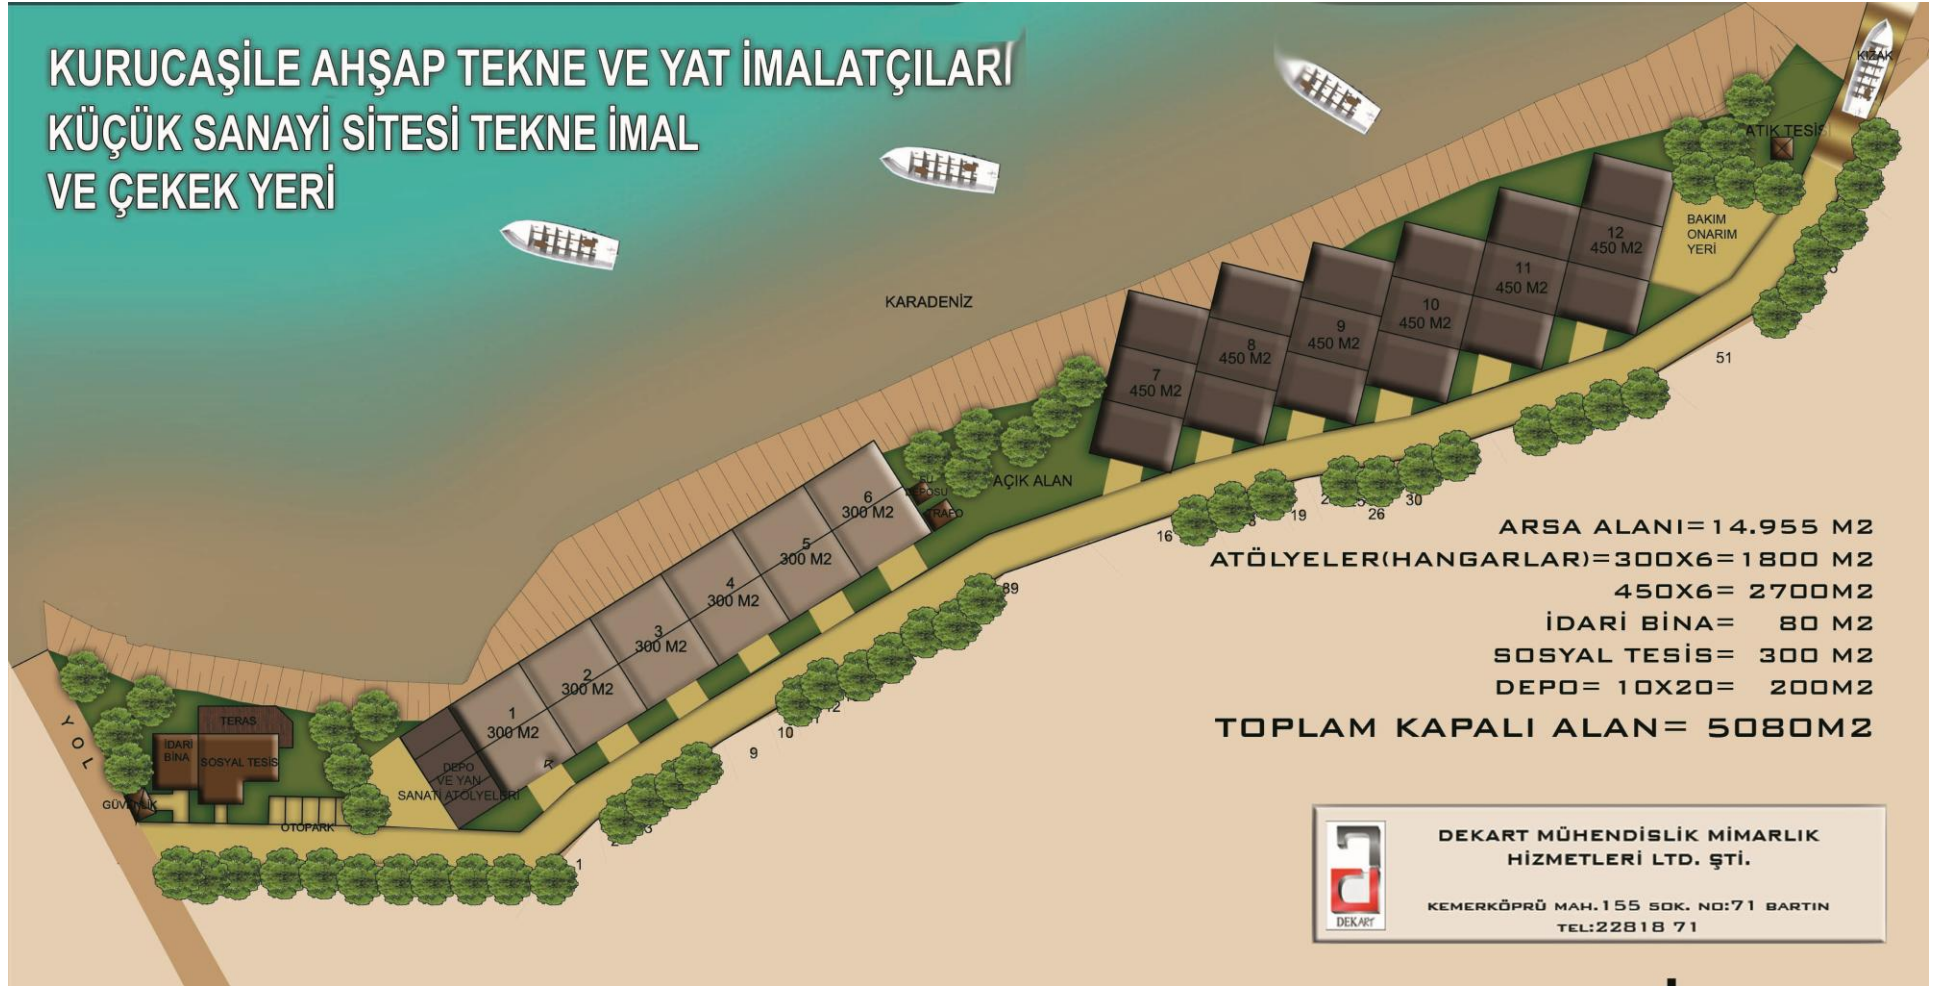 KURUCAŞİLE AHŞAP TEKNE VE YAT İMALATÇILARI
KÜÇÜK SANAYİ SİTESİ TEKNE İMAL
VE ÇEKEK YERİ
KIZAK
ATIK TESİSİ
BAKIM
ONARIM
YERİ
KARADENİZ
12
450 M2
11
450 M2
10
450 M2
9
450 M2
8
450 M2
7
450 M2
AÇIK ALAN
DEPOSU
TRAFO
6
300 M2
5
300 M2
4
300 M2
3
300 M2
2
300 M2
1
300 M2
DEPO
VE YAN
SANATİ ATÖLYELERİ
TERAS
İDARİ
BİNA
SOSYAL TESİS
GÜVENLİK
OTOPARK
YOL
1
9
10
89
16
19
26
30
51
ARSA ALANI=14.955 M2
ATÖLYELER(HANGARLAR)=300X6=1800 M2
450X6= 2700M2
İDARİ BİNA= 80 M2
SOSYAL TESİS= 300 M2
DEPO= 10X20= 200M2
TOPLAM KAPALI ALAN= 5080M2
DEKART MÜHENDİSLİK MİMARLIK
HİZMETLERİ LTD. ŞTİ.
KEMERKÖPRÜ MAH.155 SOK. NO:71 BARTIN
TEL:22818 71
DEKART